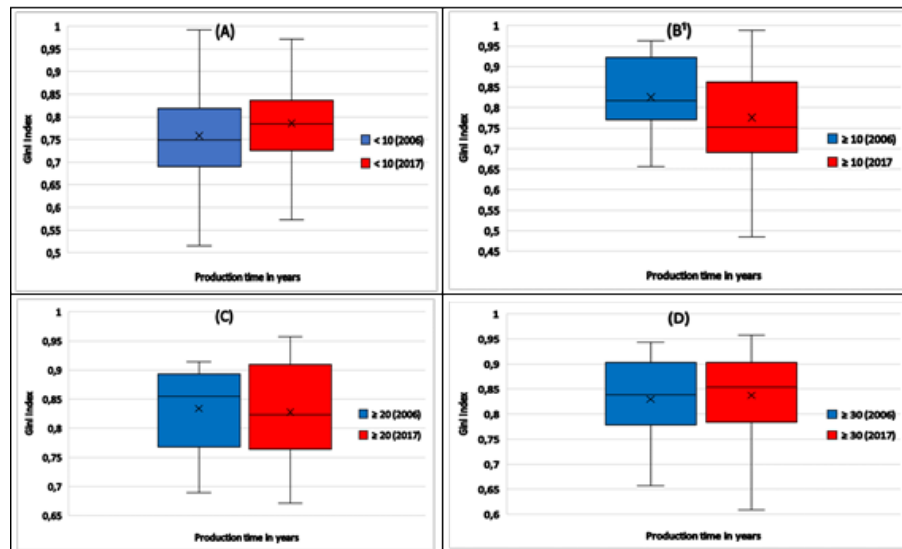 (A)
1
0,95
0,9
0,85
0,8
0,75
0,7
0,65
0,6
0,55
0,5
Gini Index
< 10 (2006)
< 10 (2017)
Production time in years
(B¹)
1
0,95
0,9
0,85
0,8
0,75
0,7
0,65
0,6
0,55
0,5
0,45
Gini Index
≥ 10 (2006)
≥ 10 (2017
Production time in years
(C)
1
0,95
0,9
0,85
0,8
0,75
0,7
0,65
Gini Index
≥ 20 (2006)
≥ 20 (2017)
Production time in years
(D)
1
0,95
0,9
0,85
0,8
0,75
0,7
0,65
0,6
Gini Index
≥ 30 (2006)
≥ 30 (2017)
Production time in years